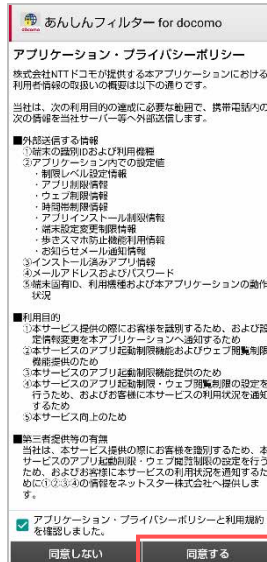 docomo
あんしんフィルター for docomo
アプリケーション・プライバシーポリシー
株式会社NTTドコモが提供する本アプリケーションにおける
利用者情報の取扱いの概要は以下の通りです。
当社は、次の利用目的の達成に必要な範囲で、携帯電話内の
次の情報を当社サーバー等へ外部送信します。
■外部送信する情報
①端末の識別IDおよび利用機種
②アプリケーション内での設定値
・制限レベル設定情報
・アプリ制限情報
・ウェブ制限情報
・時間帯制限情報
・アプリインストール制限情報
・端末設定変更制限情報
・歩きスマホ防止機能利用情報
・お知らせメール通知情報
③インストール済みアプリ情報
④メールアドレスおよびパスワード
⑤端末固有ID、利用機種および本アプリケーションの動作
状況
■利用目的
①本サービス提供の際にお客様を識別するため、および設
定情報変更を本アプリケーションへ通知するため
②本サービスのアプリ起動制限機能およびウェブ閲覧制限
機能提供のため
③本サービスのアプリ起動制限機能提供のため
④本サービスのアプリ起動制限・ウェブ閲覧制限の設定を
行うため、およびお客様に本サービスの利用状況を通知
するため
⑤本サービス向上のため
■第三者提供等の有無
当社は、本サービス提供の際にお客様を識別するため、本
サービスのアプリ起動制限・ウェブ閲覧制限の設定を行う
ため、およびお客様に本サービスの利用状況を通知するた
めに①②③④の情報をネットスター株式会社へ提供しま
す。
アプリケーション・プライバシーポリシーと利用規約
を確認しました。
同意しない
同意する